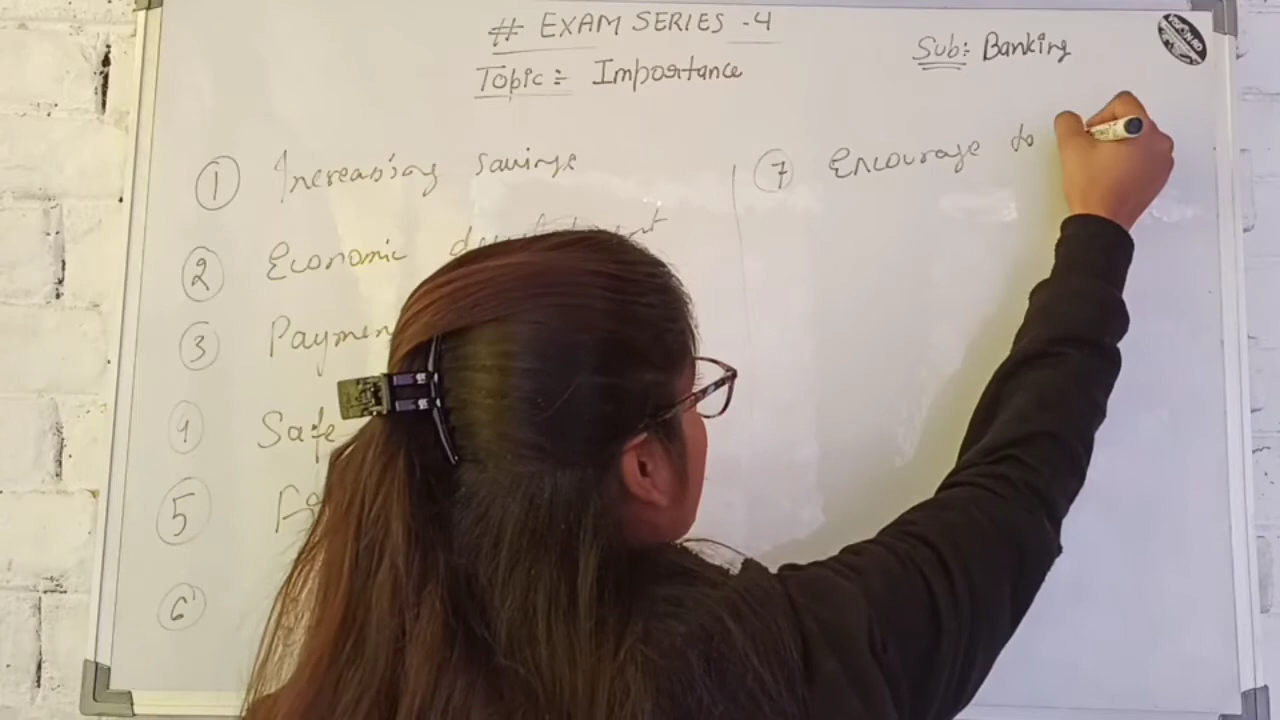 # EXAM SERIES - 4
Sub:- Banking
Topic:- Importance
① Increasing savings
② Economic
③ Paymen
④ Safe
⑤
⑥
⑦ Encourage to